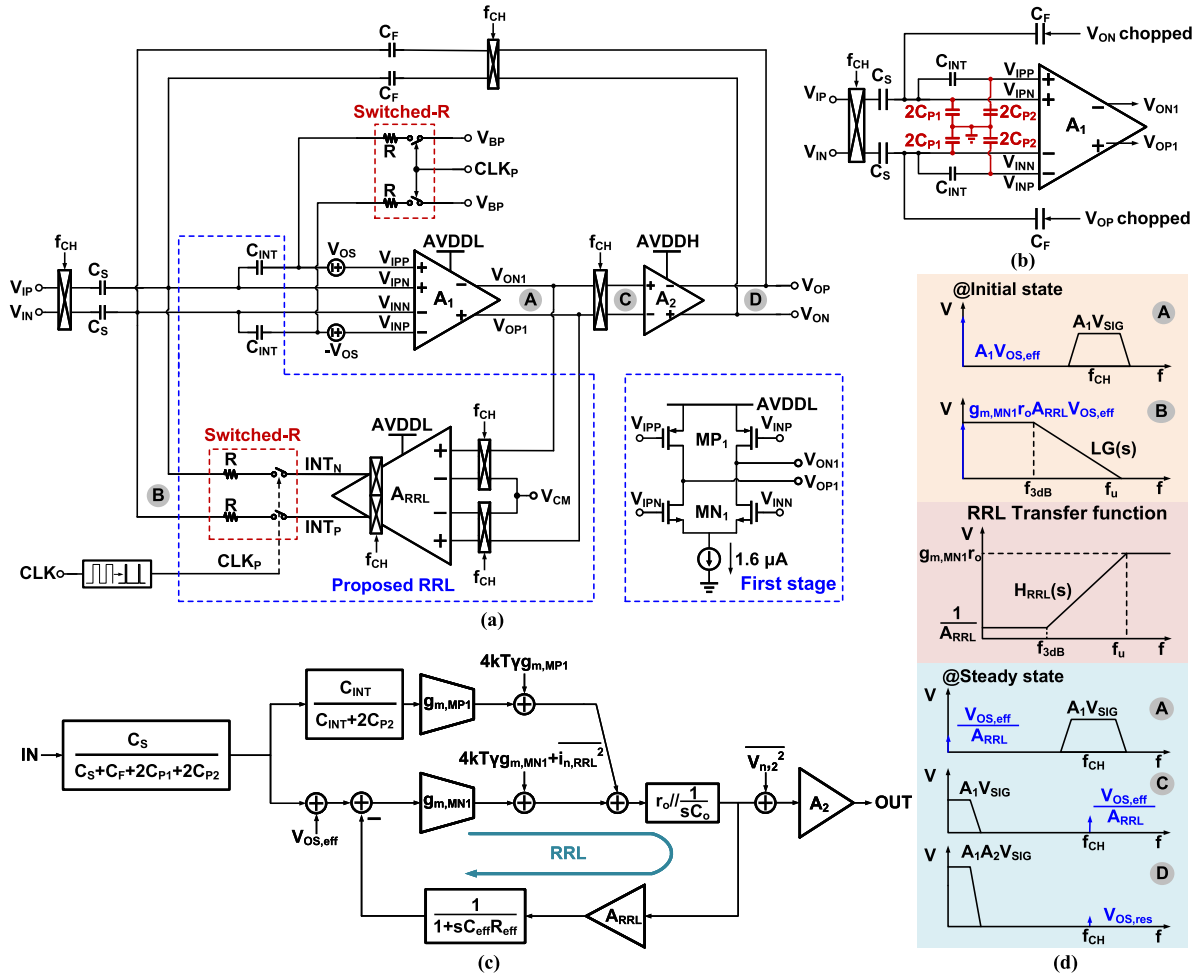 f_CH
C_F
C_F
Switched-R
R
V_BP
CLK_P
R
V_BP
f_CH
V_IP
V_IN
C_S
C_S
C_INT
C_INT
V_OS
-V_OS
V_IPP
V_IPN
V_INN
V_INP
+
+
−
−
A_1
−
+
AVDDL
V_ON1
V_OP1
A
f_CH
C
AVDDH
+
−
A_2
−
+
D
V_OP
V_ON
Switched-R
R
R
B
INT_N
INT_P
AVDDL
A_RRL
+
−
−
+
f_CH
f_CH
f_CH
V_CM
CLK
CLK_P
Proposed RRL
AVDDL
V_IPP
MP_1
V_INP
V_ON1
V_OP1
V_IPN
MN_1
V_INN
1.6 μA
First stage
(a)
C_F
V_ON chopped
f_CH
C_S
C_INT
V_IPP
V_IPN
V_IP
V_IN
2C_P1
2C_P2
2C_P1
2C_P2
C_S
C_INT
V_INN
V_INP
+
+
−
−
A_1
−
+
V_ON1
V_OP1
C_F
V_OP chopped
(b)
IN
C_S
C_S+C_F+2C_P1+2C_P2
C_INT
C_INT+2C_P2
g_m,MP1
4kTγg_m,MP1
V_OS,eff
−
g_m,MN1
4kTγg_m,MN1+i_n,RRL^2
r_o//1/sC_o
V_n,2^2
A_2
OUT
RRL
1
1+sC_effR_eff
A_RRL
(c)
@Initial state
A
V
A_1V_SIG
A_1V_OS,eff
f_CH
f
B
V
g_m,MN1r_oA_RRLV_OS,eff
LG(s)
f_3dB
f_u
f
RRL Transfer function
V
g_m,MN1r_o
H_RRL(s)
1
A_RRL
f_3dB
f_u
f
@Steady state
A
V
V_OS,eff
A_RRL
A_1V_SIG
f_CH
f
C
V
A_1V_SIG
V_OS,eff
A_RRL
f_CH
f
D
V
A_1A_2V_SIG
V_OS,res
f_CH
f
(d)